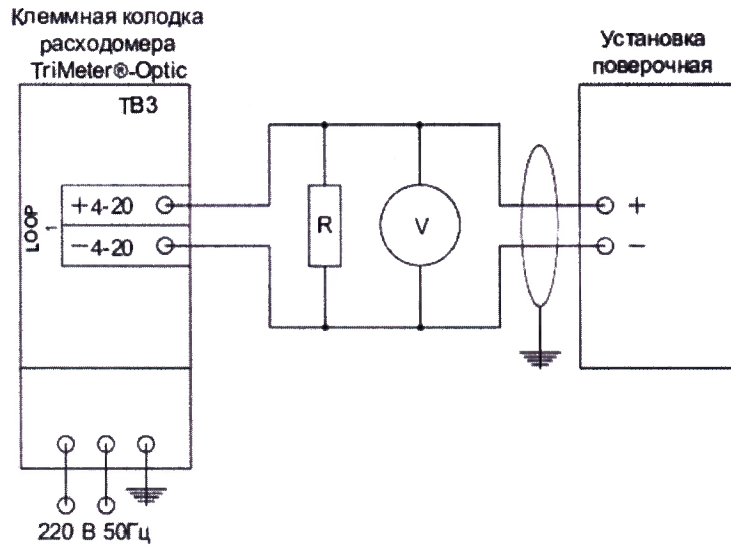 Клеммная колодка
расходомера
TriMeter®-Optic
Установка
поверочная
TB3
LOOP
1
+ 4-20
− 4-20
R
V
+
−
220 В 50Гц